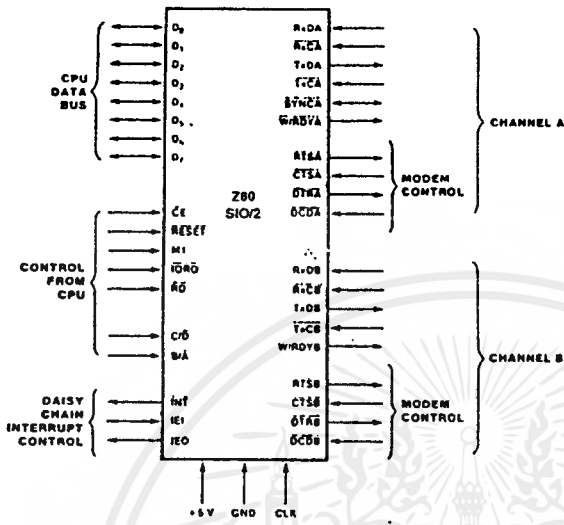 CPU
DATA
BUS
D0
D1
D2
D3
D4
D5
D6
D7
CONTROL
FROM
CPU
CE
RESET
M1
IORQ
RD
C/D
B/A
DAISY
CHAIN
INTERRUPT
CONTROL
INT
IEI
IEO
Z80
SIO/2
RxDA
RxCA
TxDA
TxCA
SYNCA
W/RDYA
RTSA
CTSA
DTRA
DCDA
MODEM
CONTROL
CHANNEL A
RxDB
RxCB
TxDB
TxCB
W/RDYB
RTSB
CTSB
DTRB
DCDB
MODEM
CONTROL
CHANNEL B
+5 V
GND
CLR